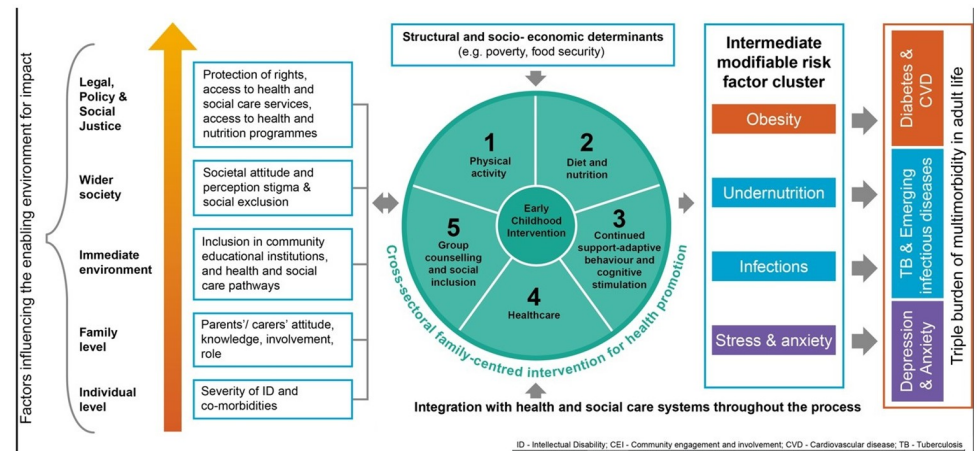 Factors influencing the enabling environment for impact
Legal,
Policy &
Social
Justice
Protection of rights,
access to health and
social care services,
access to health and
nutrition programmes
Wider
society
Societal attitude and
perception stigma &
social exclusion
Immediate
environment
Inclusion in community
educational institutions,
and health and social
care pathways
Family
level
Parents'/ carers' attitude,
knowledge, involvement,
role
Individual
level
Severity of ID and
co-morbidities
Structural and socio- economic determinants
(e.g. poverty, food security)
1
Physical
activity
2
Diet and
nutrition
3
Continued
support-adaptive
behaviour and
cognitive
stimulation
4
Healthcare
5
Group
counselling
and social
inclusion
Early
Childhood
Intervention
Cross-sectoral family-centred intervention for health promotion
Integration with health and social care systems throughout the process
Intermediate
modifiable risk
factor cluster
Obesity
Undernutrition
Infections
Stress & anxiety
Diabetes &
CVD
TB & Emerging
infectious diseases
Depression
& Anxiety
Triple burden of multimorbidity in adult life
ID - Intellectual Disability; CEI - Community engagement and involvement; CVD - Cardiovascular disease; TB - Tuberculosis